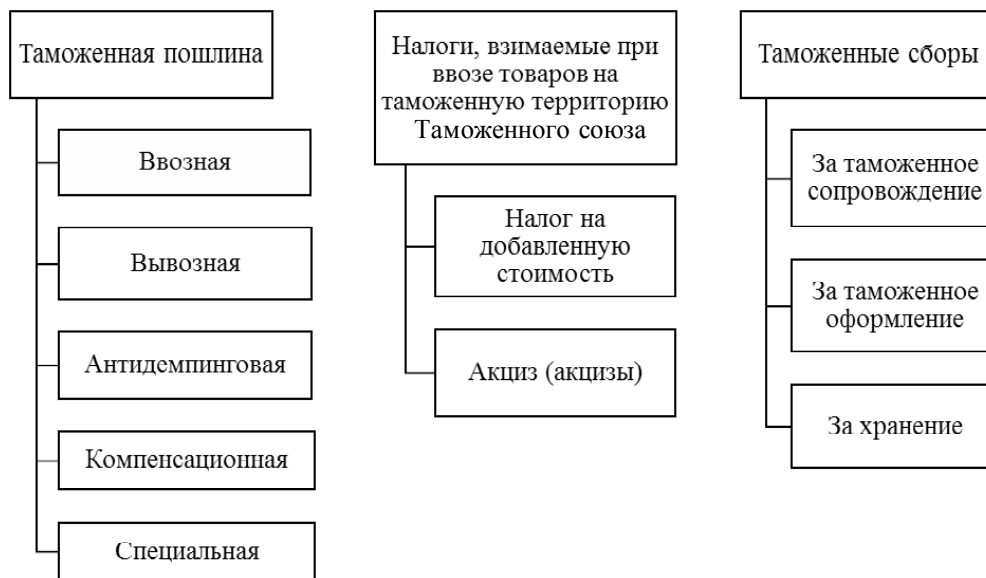 Таможенная пошлина
Ввозная
Вывозная
Антидемпинговая
Компенсационная
Специальная
Налоги, взимаемые при
ввозе товаров на
таможенную территорию
Таможенного союза
Налог на
добавленную
стоимость
Акциз (акцизы)
Таможенные сборы
За таможенное
сопровождение
За таможенное
оформление
За хранение